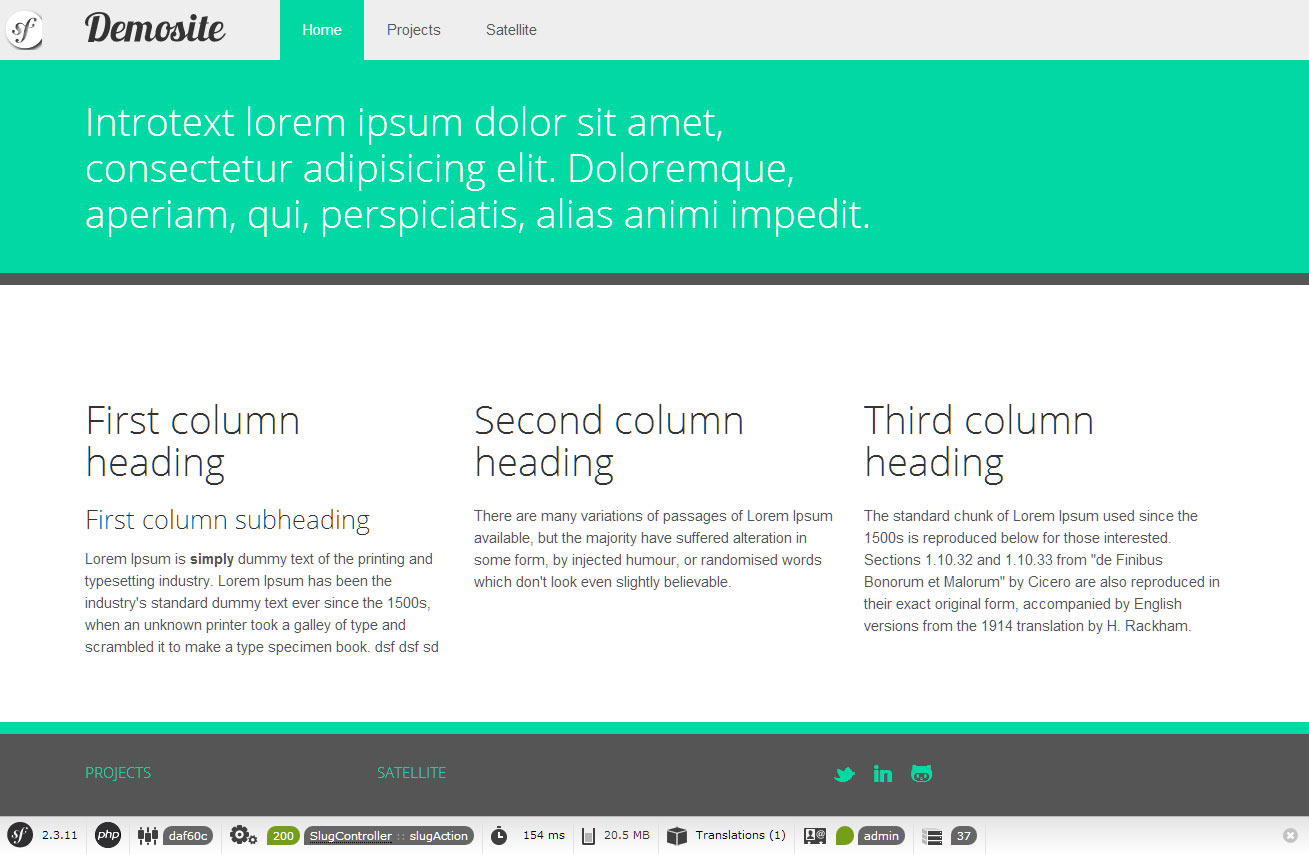 sf Demosite Home Projects Satellite
Introtext lorem ipsum dolor sit amet,
consectetur adipisicing elit. Doloremque,
aperiam, qui, perspiciatis, alias animi impedit.
First column
heading
First column subheading
Lorem Ipsum is simply dummy text of the printing and
typesetting industry. Lorem Ipsum has been the
industry's standard dummy text ever since the 1500s,
when an unknown printer took a galley of type and
scrambled it to make a type specimen book. dsf dsf sd
Second column
heading
There are many variations of passages of Lorem Ipsum
available, but the majority have suffered alteration in
some form, by injected humour, or randomised words
which don't look even slightly believable.
Third column
heading
The standard chunk of Lorem Ipsum used since the
1500s is reproduced below for those interested.
Sections 1.10.32 and 1.10.33 from "de Finibus
Bonorum et Malorum" by Cicero are also reproduced in
their exact original form, accompanied by English
versions from the 1914 translation by H. Rackham.
PROJECTS SATELLITE in
sf 2.3.11 php daf60c 200 SlugController :: slugAction 154 ms 20.5 MB Translations (1) @ admin 37